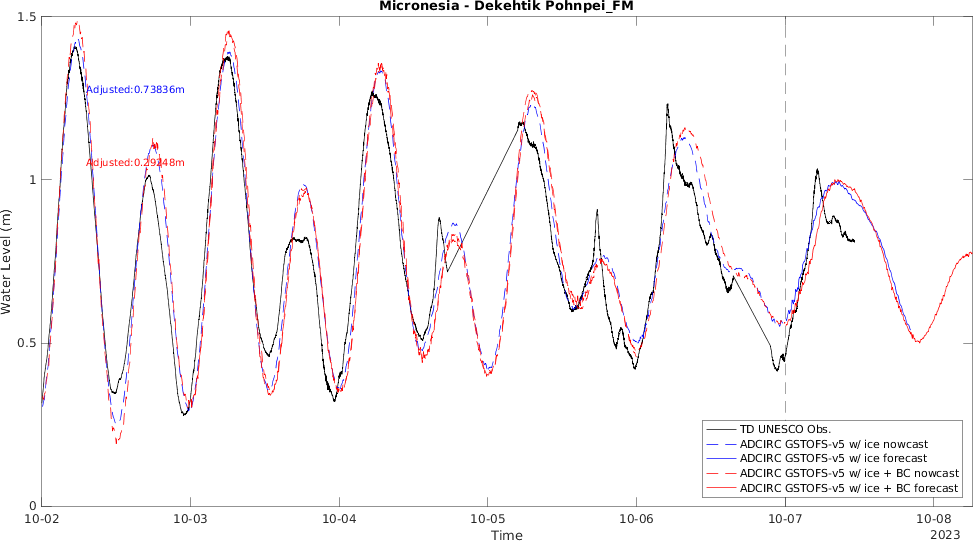 Micronesia - Dekehtik Pohnpei_FM
1.5
1
0.5
0
Water Level (m)
Adjusted:0.73836m
Adjusted:0.29248m
TD UNESCO Obs.
ADCIRC GSTOFS-v5 w/ ice nowcast
ADCIRC GSTOFS-v5 w/ ice forecast
ADCIRC GSTOFS-v5 w/ ice + BC nowcast
ADCIRC GSTOFS-v5 w/ ice + BC forecast
10-02 10-03 10-04 10-05 10-06 10-07 10-08
Time
2023